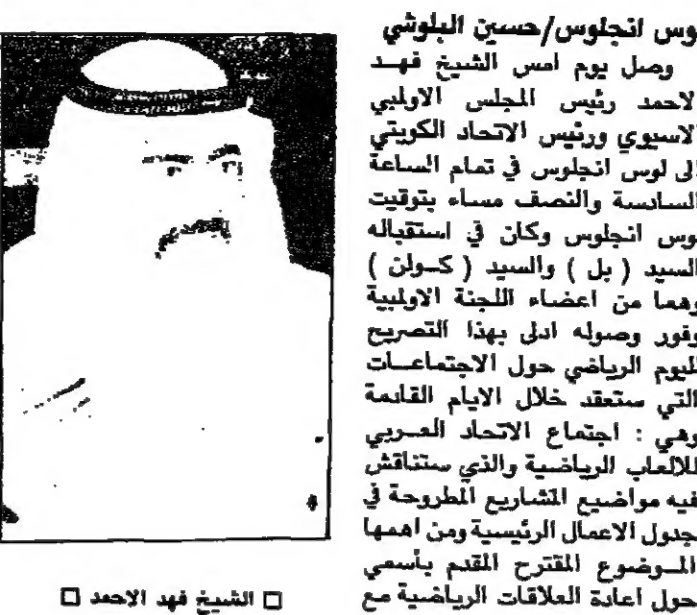 لوس انجلوس/حسين البلوشي
وصل يوم امس الشيخ فهد
الاحمد رئيس المجلس الاولمبي
الاسيوي ورئيس الاتحاد الكويتي
الى لوس انجلوس في تمام الساعة
السادسة والنصف مساء بتوقيت
لوس انجلوس وكان في استقباله
السيد ( بل ) والسيد ( كولن )
وهما من اعضاء اللجنة الاولمبية
وفور وصوله ادلى بهذا التصريح
لليوم الرياضي حول الاجتماعات
التي ستعقد خلال الايام القادمة
وهي : اجتماع الاتحاد العربي
للالعاب الرياضية والذي ستناقش
فيه مواضيع المشاريع المطروحة في
جدول الاعمال الرئيسية ومن اهمها
الموضوع المقترح المقدم بأسمي
حول اعادة العلاقات الرياضية مع
الشيخ فهد الاحمد